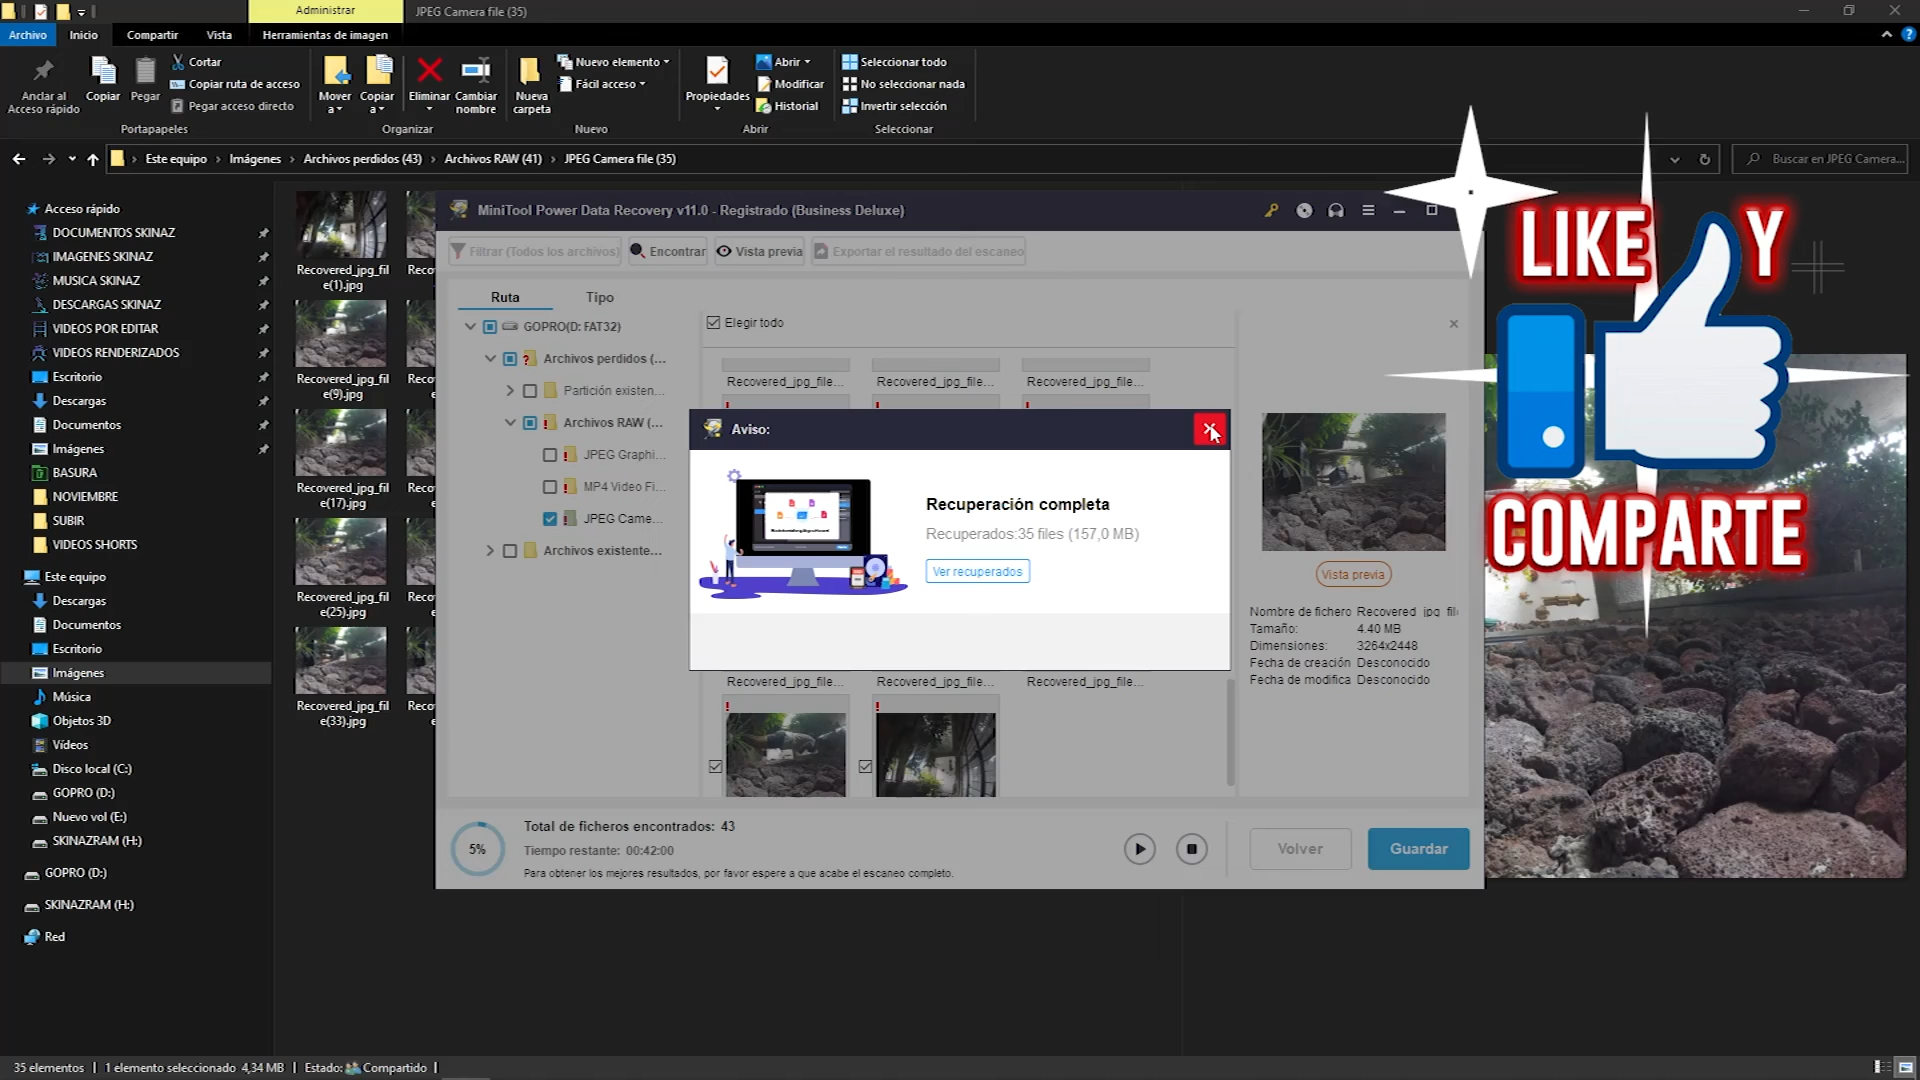 Administrar
JPEG Camera file (35)
Archivo
Inicio
Compartir
Vista
Herramientas de imagen
Anclar al
Acceso rápido
Copiar
Pegar
Cortar
Copiar ruta de acceso
Pegar acceso directo
Portapapeles
Mover
a
Copiar
a
Eliminar
Cambiar
nombre
Organizar
Nueva
carpeta
Nuevo elemento
Fácil acceso
Nuevo
Propiedades
Abrir
Modificar
Historial
Abrir
Seleccionar todo
No seleccionar nada
Invertir selección
Seleccionar
Este equipo > Imágenes > Archivos perdidos (43) > Archivos RAW (41) > JPEG Camera file (35)
Buscar en JPEG Camera...
Acceso rápido
DOCUMENTOS SKINAZ
IMAGENES SKINAZ
MUSICA SKINAZ
DESCARGAS SKINAZ
VIDEOS POR EDITAR
VIDEOS RENDERIZADOS
Escritorio
Descargas
Documentos
Imágenes
BASURA
NOVIEMBRE
SUBIR
VIDEOS SHORTS
Este equipo
Descargas
Documentos
Escritorio
Imágenes
Música
Objetos 3D
Vídeos
Disco local (C:)
GOPRO (D:)
Nuevo vol (E:)
SKINAZRAM (H:)
GOPRO (D:)
SKINAZRAM (H:)
Red
Recovered_jpg_fil
e(1).jpg
Recovered_jpg_fil
e(9).jpg
Recovered_jpg_fil
e(17).jpg
Recovered_jpg_fil
e(25).jpg
Recovered_jpg_fil
e(33).jpg
Reco
e
Reco
e
Reco
e
Reco
e
Reco
e
MiniTool Power Data Recovery v11.0 - Registrado (Business Deluxe)
Filtrar (Todos los archivos)
Encontrar
Vista previa
Exportar el resultado del escaneo
Ruta
Tipo
GOPRO(D: FAT32)
Archivos perdidos (...
Partición existen...
Archivos RAW (...
JPEG Graphi...
MP4 Video Fi...
JPEG Came...
Archivos existente...
Elegir todo
Recovered_jpg_file...
Recovered_jpg_file...
Recovered_jpg_file...
Aviso:
Recuperación completa
Recuperados:35 files (157,0 MB)
Ver recuperados
Recovered_jpg_file...
Recovered_jpg_file...
Recovered_jpg_file...
Vista previa
Nombre de fichero Recovered_jpg_fil
Tamaño: 4.40 MB
Dimensiones: 3264x2448
Fecha de creación Desconocido
Fecha de modifica Desconocido
5%
Total de ficheros encontrados: 43
Tiempo restante: 00:42:00
Para obtener los mejores resultados, por favor espere a que acabe el escaneo completo.
Volver
Guardar
LIKE Y
COMPARTE
35 elementos
1 elemento seleccionado 4,34 MB
Estado: Compartido